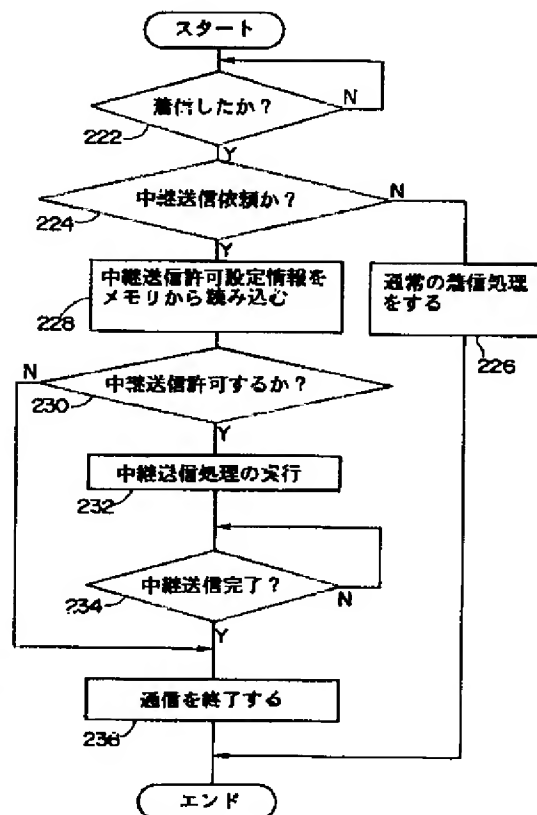 スタート
着信したか？
N
222
Y
中継送信依頼か？
N
224
Y
中継送信許可設定情報を
メモリから読み込む
228
通常の着信処理
をする
226
N
中継送信許可するか？
230
Y
中継送信処理の実行
232
中継送信完了？
234
N
Y
通信を終了する
236
エンド